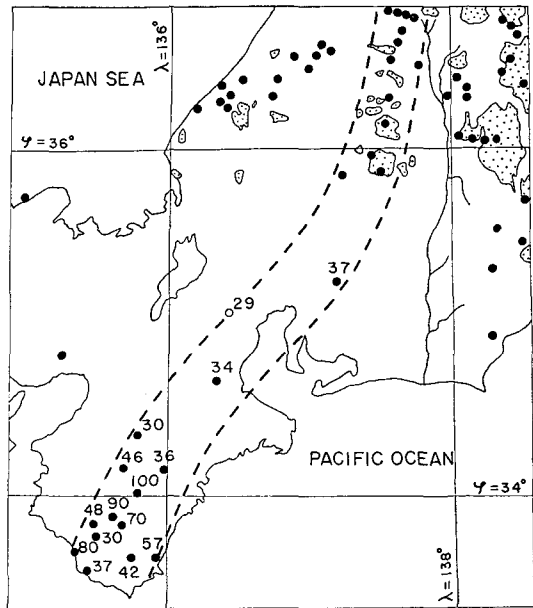 λ=136°
JAPAN SEA
φ=36°
37
29
34
30
46 36
PACIFIC OCEAN
100
φ=34°
90
48 70
30
80 57
37 42
λ=138°